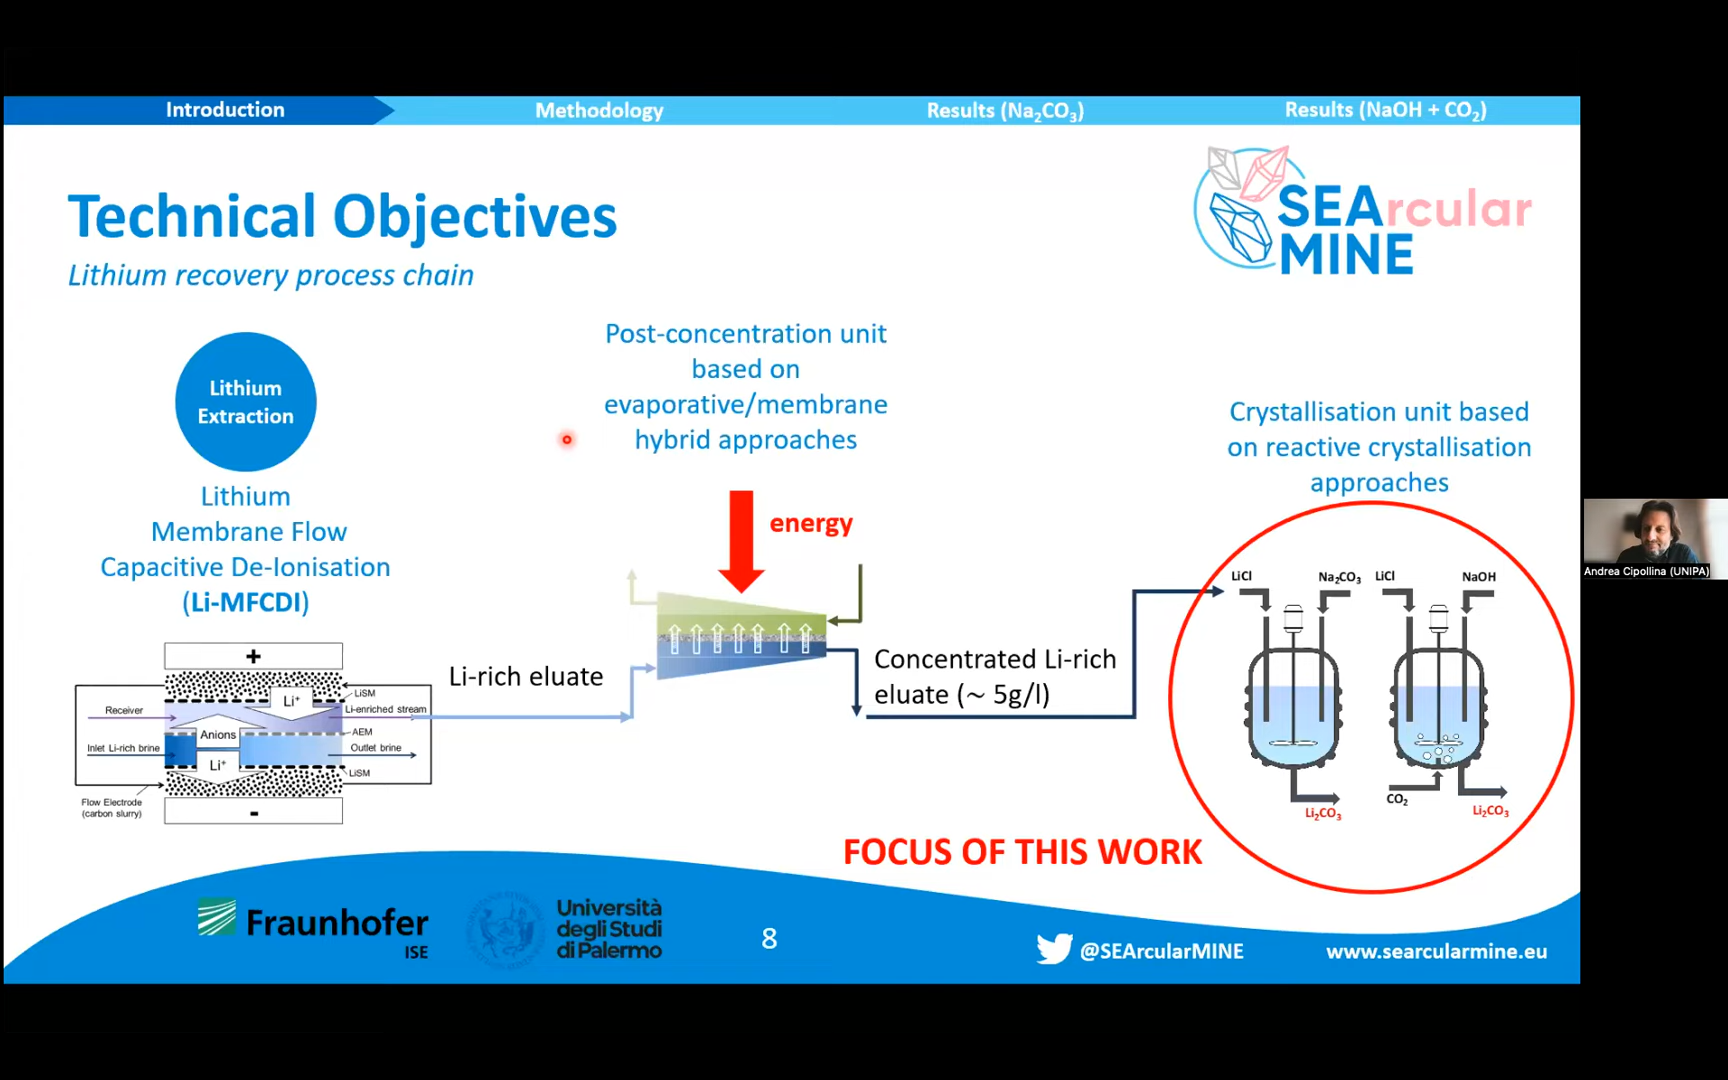 Introduction
Methodology
Results (Na₂CO₃)
Results (NaOH + CO₂)
Technical Objectives
Lithium recovery process chain
SEArcular
MINE
Lithium
Extraction
Lithium
Membrane Flow
Capacitive De-Ionisation
(Li-MFCDI)
Post-concentration unit
based on
evaporative/membrane
hybrid approaches
energy
Crystallisation unit based
on reactive crystallisation
approaches
+
Li⁺
LiSM
Receiver
Li-enriched stream
Anions
AEM
Inlet Li-rich brine
Outlet brine
Li⁺
LiSM
Flow Electrode
(carbon slurry)
-
Li-rich eluate
Concentrated Li-rich
eluate (~ 5g/l)
LiCl
Na₂CO₃
LiCl
NaOH
Li₂CO₃
CO₂
Li₂CO₃
FOCUS OF THIS WORK
Fraunhofer
ISE
Università
degli Studi
di Palermo
8
@SEArcularMINE
www.searcularmine.eu
Andrea Cipollina (UNIPA)